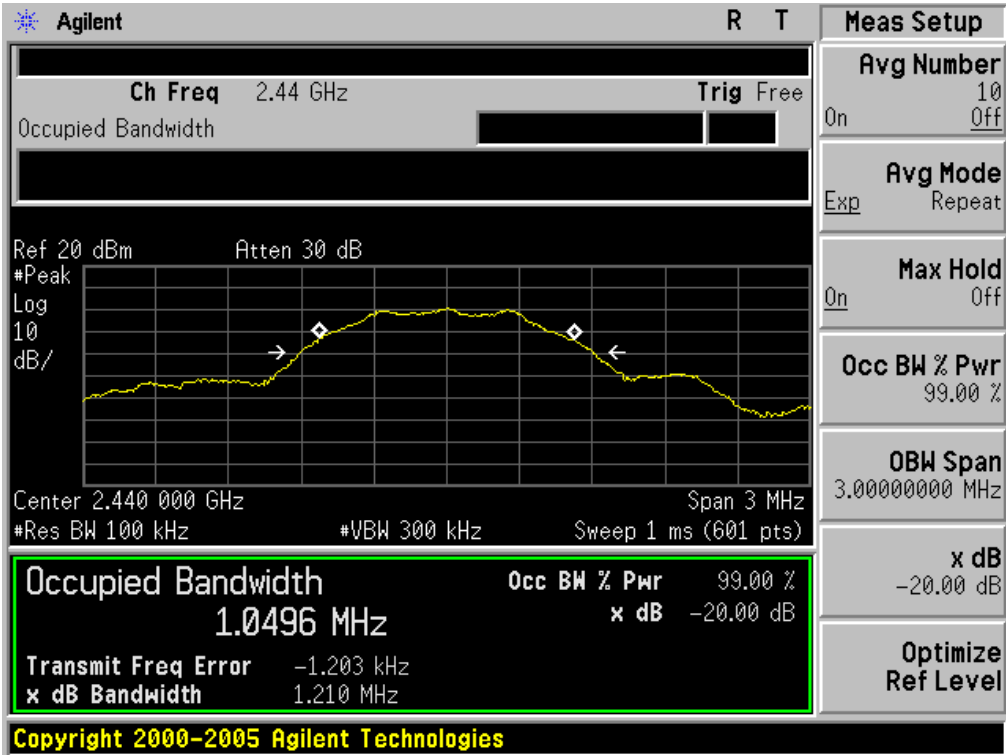 Agilent R T Meas Setup
Ch Freq 2.44 GHz Trig Free
Occupied Bandwidth
Avg Number
10
On Off
Avg Mode
Exp Repeat
Max Hold
On Off
Occ BW % Pwr
99.00 %
OBW Span
3.00000000 MHz
x dB
-20.00 dB
Optimize
Ref Level
Ref 20 dBm Atten 30 dB
#Peak
Log
10
dB/
Center 2.440 000 GHz Span 3 MHz
#Res BW 100 kHz #VBW 300 kHz Sweep 1 ms (601 pts)
Occupied Bandwidth Occ BW % Pwr 99.00 %
1.0496 MHz x dB -20.00 dB
Transmit Freq Error -1.203 kHz
x dB Bandwidth 1.210 MHz
Copyright 2000-2005 Agilent Technologies